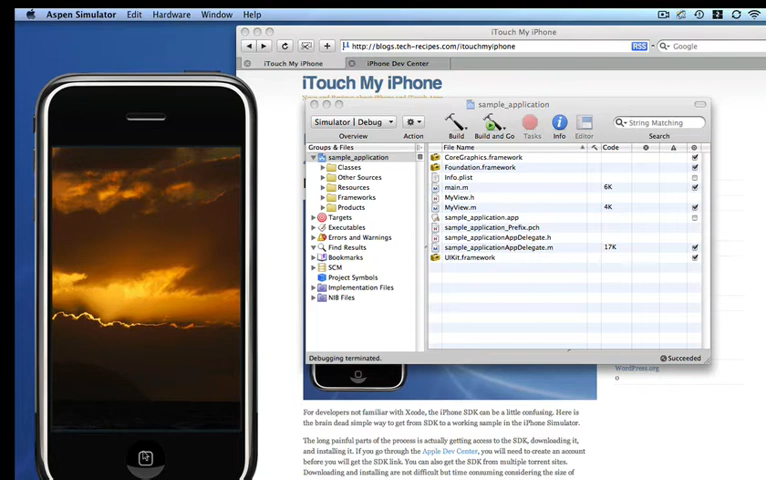 Aspen Simulator Edit Hardware Window Help
iTouch My iPhone
http://blogs.tech-recipes.com/itouchmyiphone RSS Google
iTouch My iPhone iPhone Dev Center
iTouch My iPhone
sample_application
Simulator | Debug String Matching
Overview Action Build Build and Go Tasks Info Editor Search
Groups & Files File Name Code
sample_application
Classes
Other Sources
Resources
Frameworks
Products
Targets
Executables
Errors and Warnings
Find Results
Bookmarks
SCM
Project Symbols
Implementation Files
NIB Files
CoreGraphics.framework
Foundation.framework
Info.plist
main.m 6K
MyView.h
MyView.m 4K
sample_application.app
sample_application_Prefix.pch
sample_applicationAppDelegate.h
sample_applicationAppDelegate.m 17K
UIKit.framework
Debugging terminated. Succeeded
WordPress.org
For developers not familiar with Xcode, the iPhone SDK can be a little confusing. Here is
the brain dead simple way to get from SDK to a working sample in the iPhone Simulator.
The long painful parts of the process is actually getting access to the SDK, downloading it,
and installing it. If you go through the Apple Dev Center, you will need to create an account
before you will get the SDK link. You can also get the SDK from multiple torrent sites.
Downloading and installing are not difficult but time consuming considering the size of